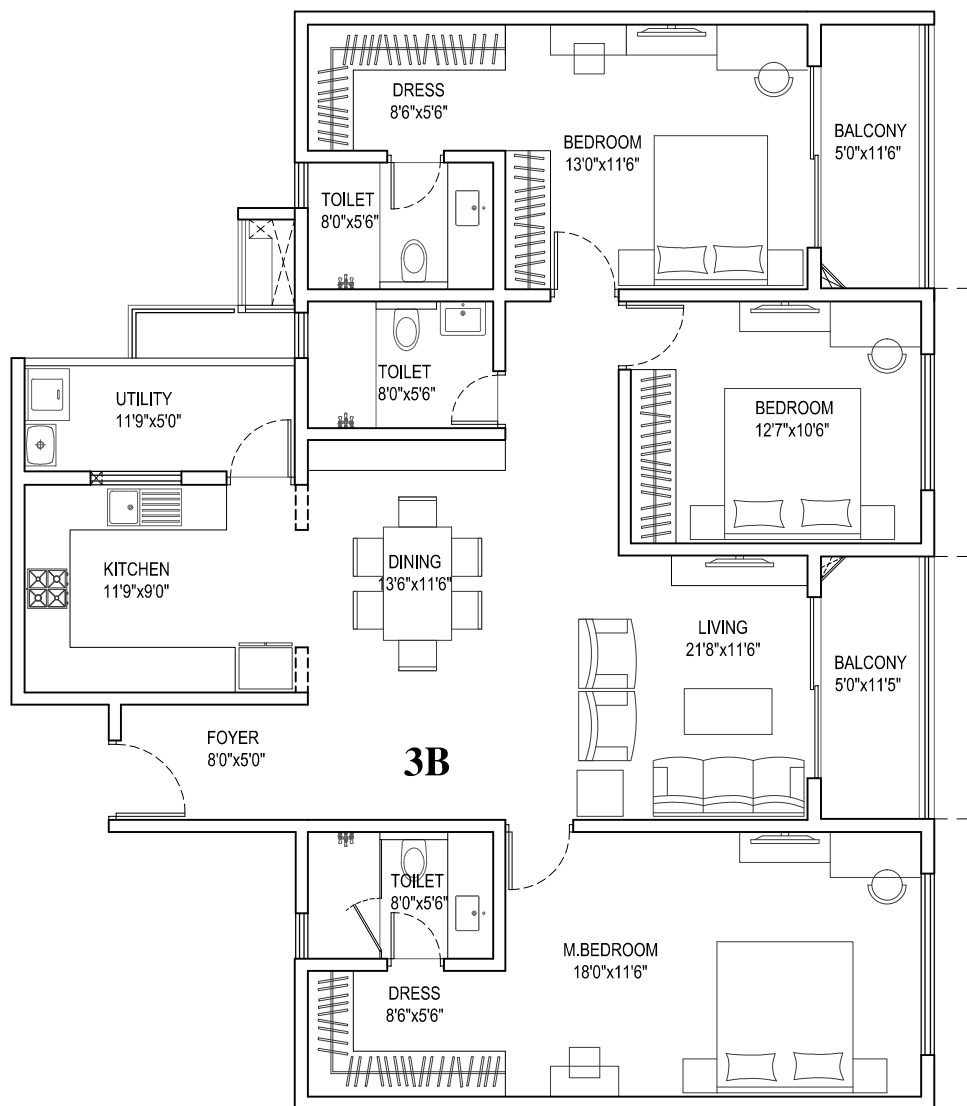 DRESS
8'6"x5'6"
BEDROOM
13'0"x11'6"
BALCONY
5'0"x11'6"
TOILET
8'0"x5'6"
TOILET
8'0"x5'6"
UTILITY
11'9"x5'0"
BEDROOM
12'7"x10'6"
KITCHEN
11'9"x9'0"
DINING
13'6"x11'6"
LIVING
21'8"x11'6"
BALCONY
5'0"x11'5"
FOYER
8'0"x5'0"
3B
TOILET
8'0"x5'6"
M.BEDROOM
18'0"x11'6"
DRESS
8'6"x5'6"